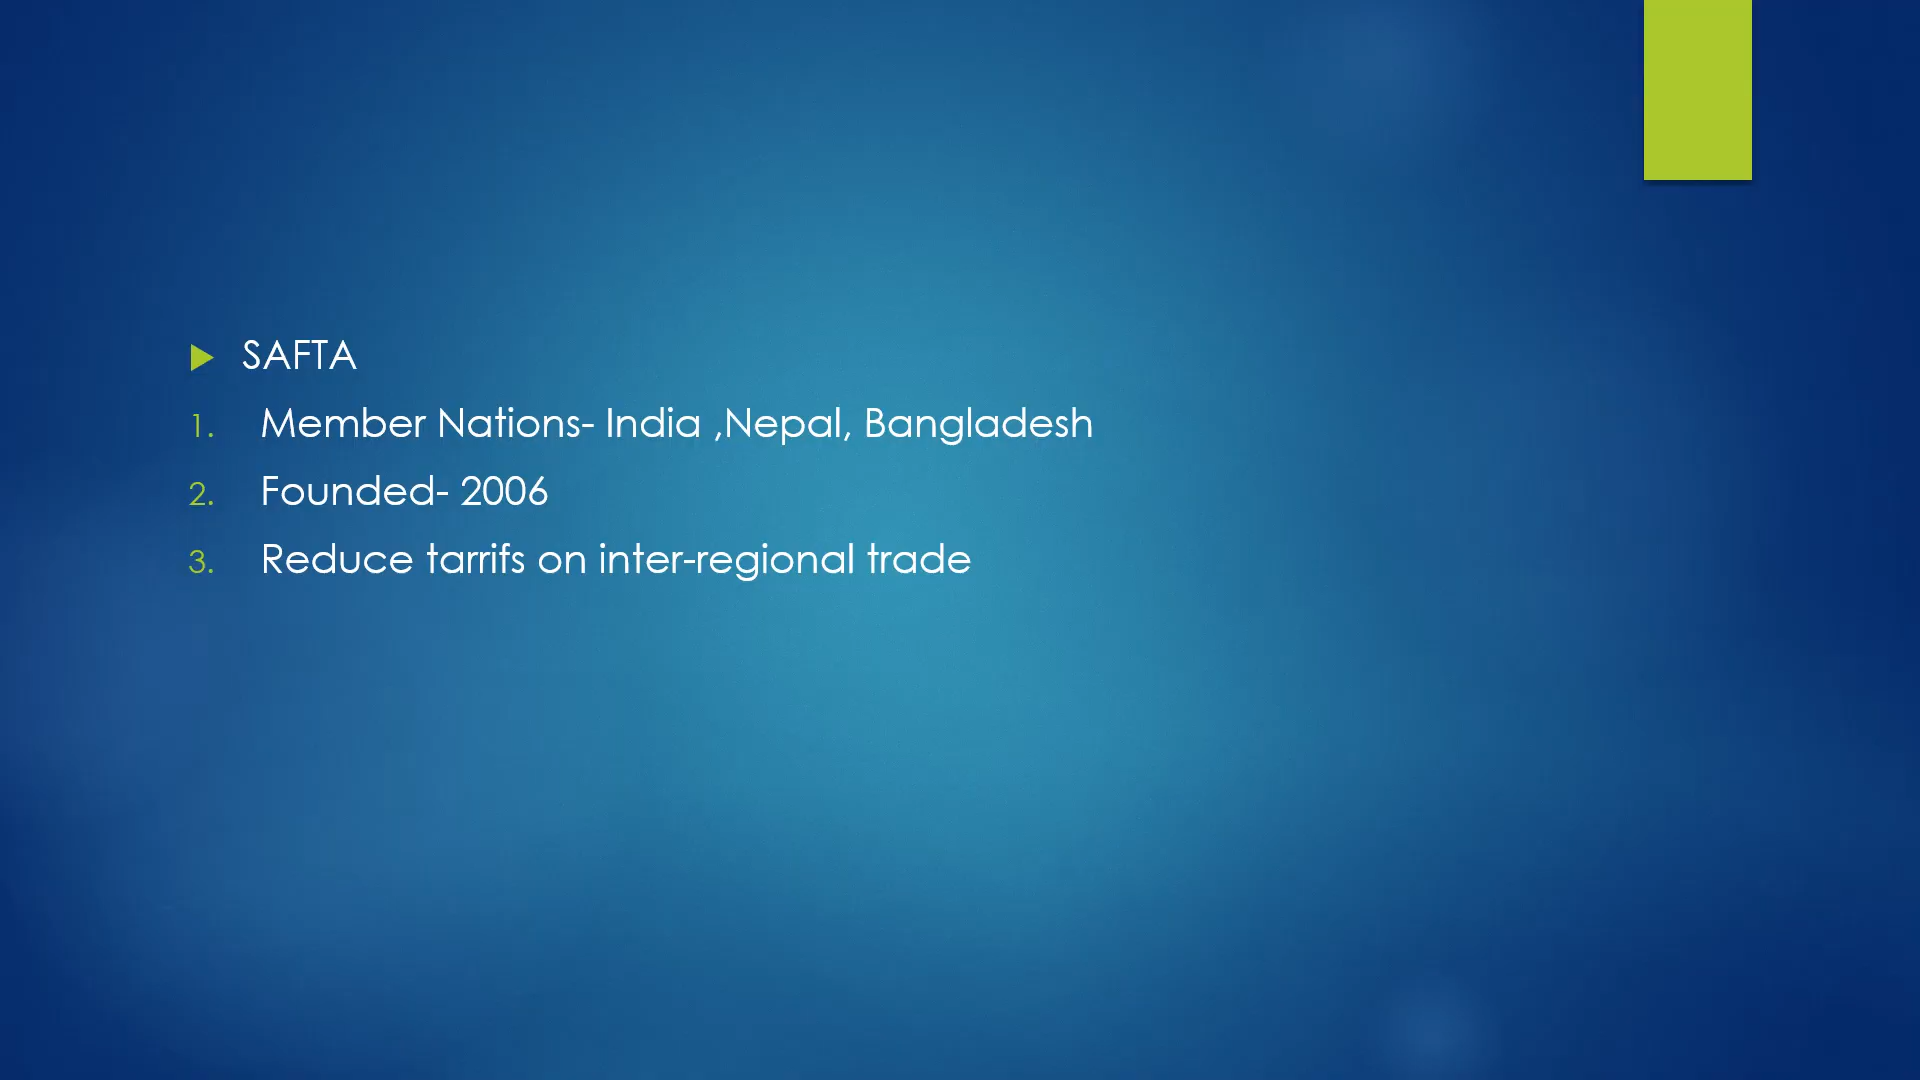 SAFTA
1. Member Nations- India ,Nepal, Bangladesh
2. Founded- 2006
3. Reduce tarrifs on inter-regional trade